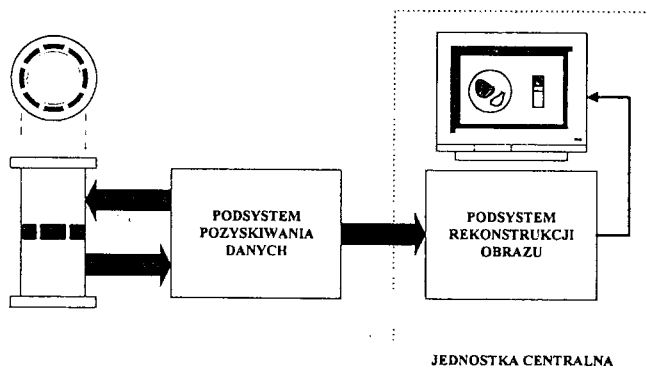 PODSYSTEM
POZYSKIWANIA
DANYCH
PODSYSTEM
REKONSTRUKCJI
OBRAZU
JEDNOSTKA CENTRALNA